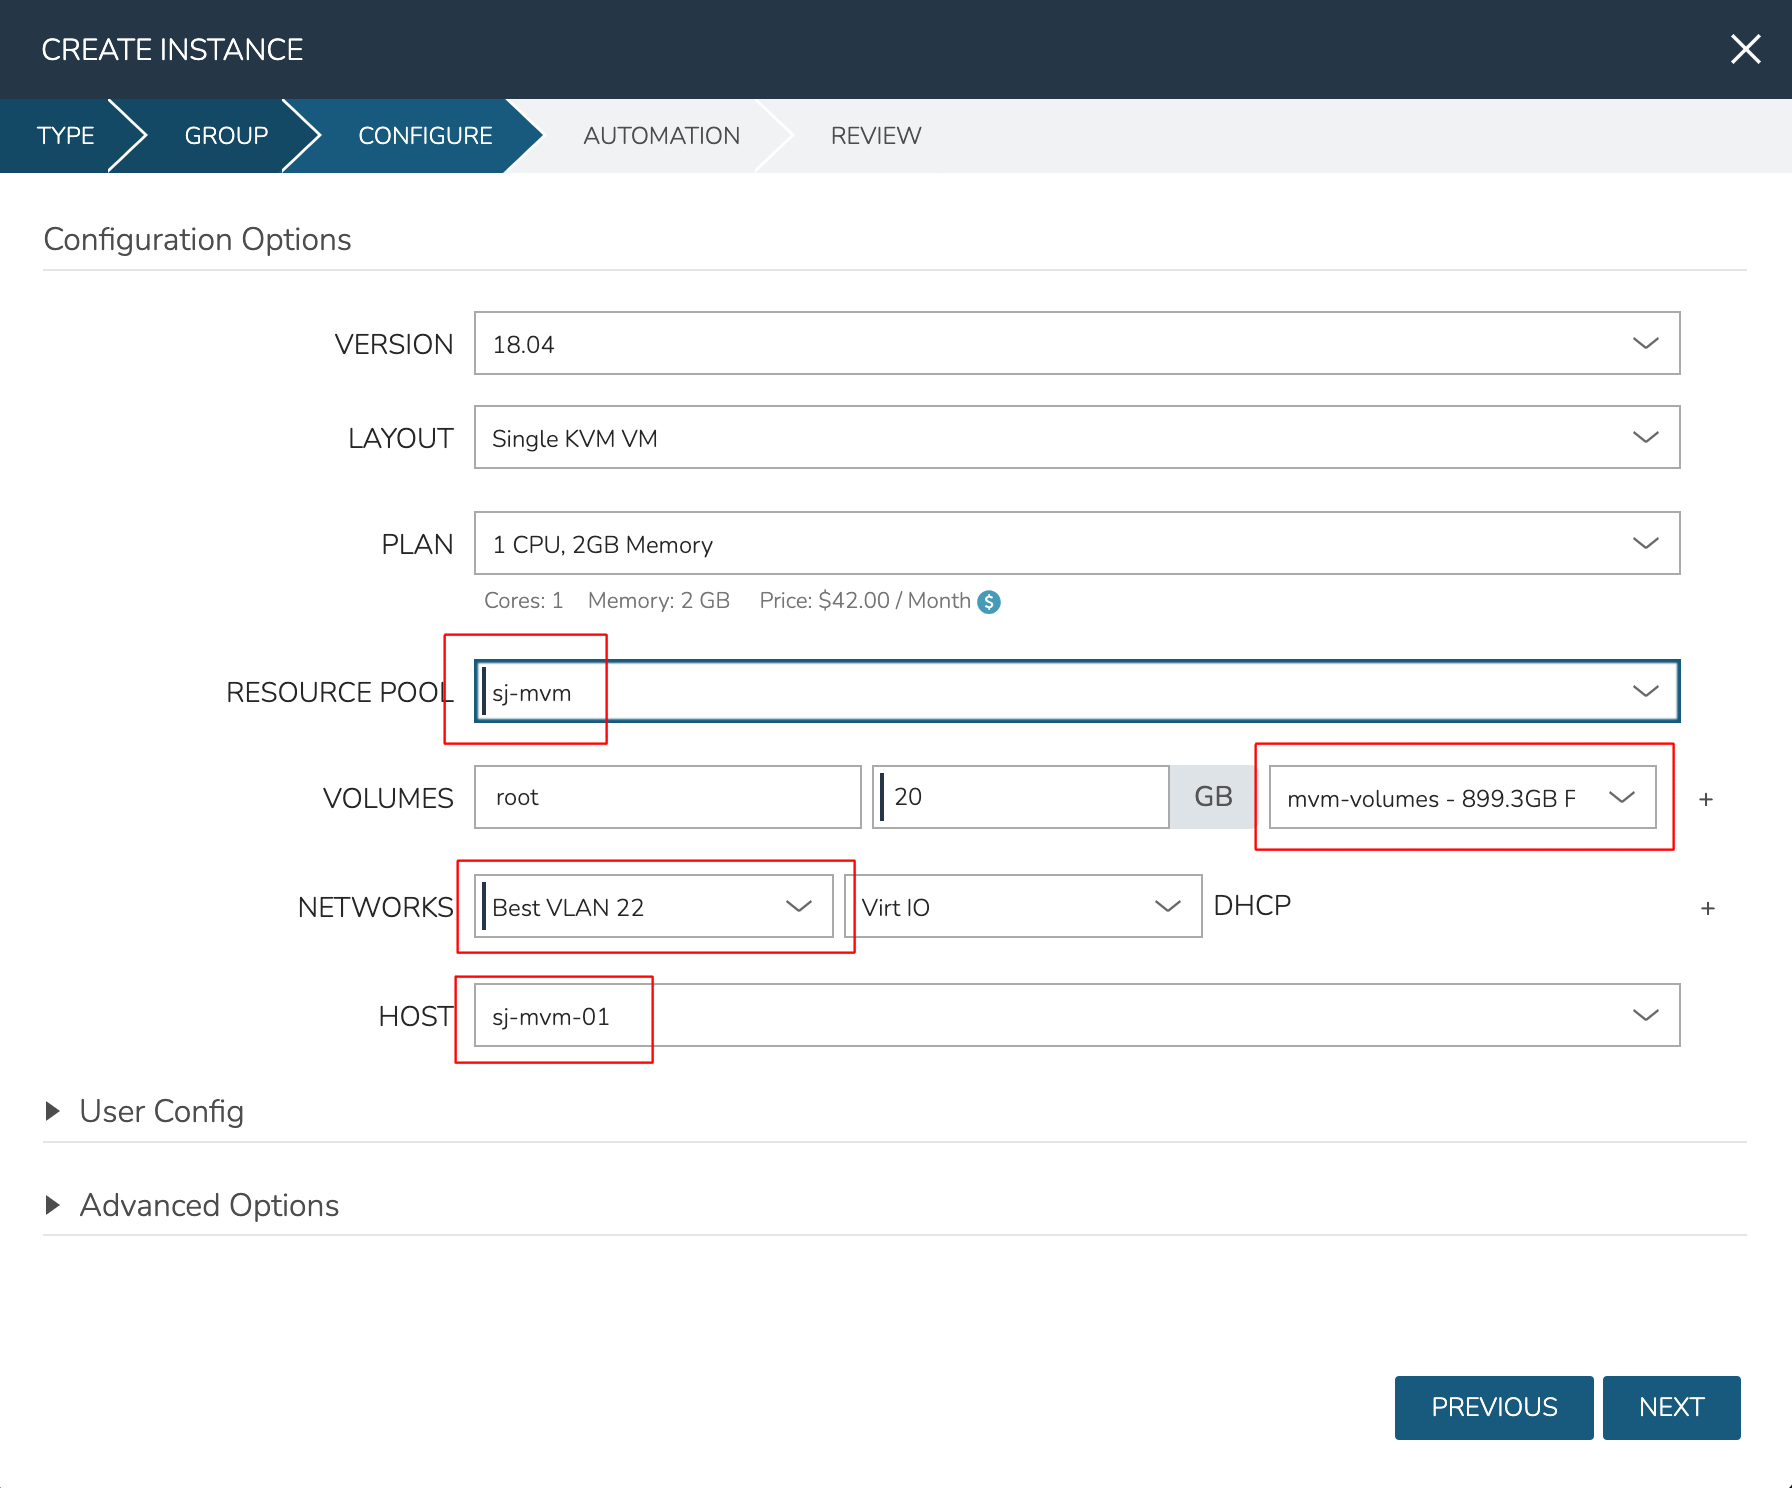 CREATE INSTANCE
TYPE GROUP CONFIGURE AUTOMATION REVIEW
Configuration Options
VERSION 18.04
LAYOUT Single KVM VM
PLAN 1 CPU, 2GB Memory
Cores: 1 Memory: 2 GB Price: $42.00 / Month $
RESOURCE POOL sj-mvm
VOLUMES root 20 GB mvm-volumes - 899.3GB F +
NETWORKS Best VLAN 22 Virt IO DHCP +
HOST sj-mvm-01
User Config
Advanced Options
PREVIOUS NEXT